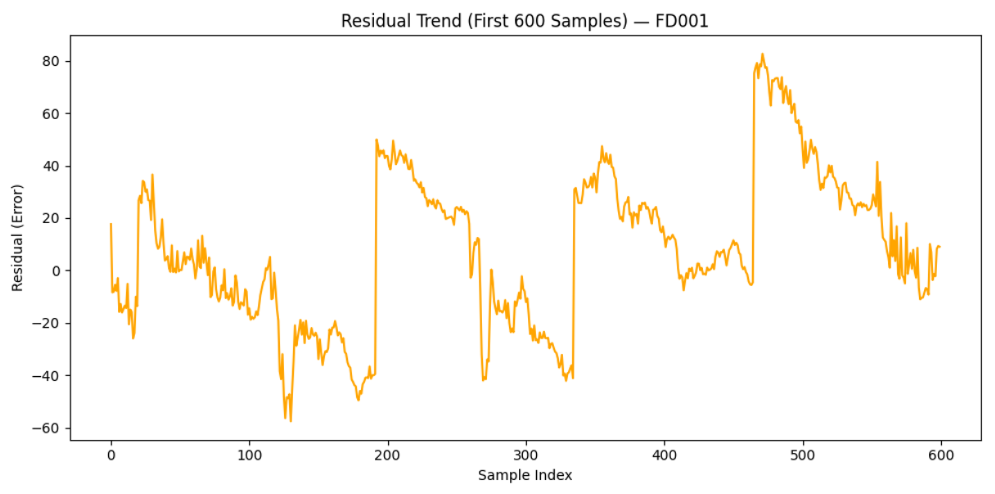 Residual Trend (First 600 Samples) — FD001
Residual (Error)
80
60
40
20
0
−20
−40
−60
0 100 200 300 400 500 600
Sample Index